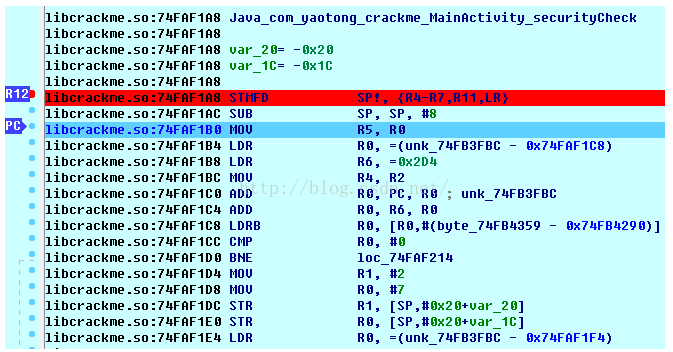 libcrackme.so:74FAF1A8 Java_com_yaotong_crackme_MainActivity_securityCheck
libcrackme.so:74FAF1A8
libcrackme.so:74FAF1A8 var_20= -0x20
libcrackme.so:74FAF1A8 var_1C= -0x1C
libcrackme.so:74FAF1A8
R12 libcrackme.so:74FAF1A8 STMFD SP!, {R4-R7,R11,LR}
libcrackme.so:74FAF1AC SUB SP, SP, #8
PC libcrackme.so:74FAF1B0 MOV R5, R0
libcrackme.so:74FAF1B4 LDR R0, =(unk_74FB3FBC - 0x74FAF1C8)
libcrackme.so:74FAF1B8 LDR R6, =0x2D4
libcrackme.so:74FAF1BC MOV R4, R2
http://blog.csdn.net/
libcrackme.so:74FAF1C0 ADD R0, PC, R0 ; unk_74FB3FBC
libcrackme.so:74FAF1C4 ADD R0, R6, R0
libcrackme.so:74FAF1C8 LDRB R0, [R0,#(byte_74FB4359 - 0x74FB4290)]
libcrackme.so:74FAF1CC CMP R0, #0
libcrackme.so:74FAF1D0 BNE loc_74FAF214
libcrackme.so:74FAF1D4 MOV R1, #2
libcrackme.so:74FAF1D8 MOV R0, #7
libcrackme.so:74FAF1DC STR R1, [SP,#0x20+var_20]
libcrackme.so:74FAF1E0 STR R0, [SP,#0x20+var_1C]
libcrackme.so:74FAF1E4 LDR R0, =(unk_74FB3FBC - 0x74FAF1F4)